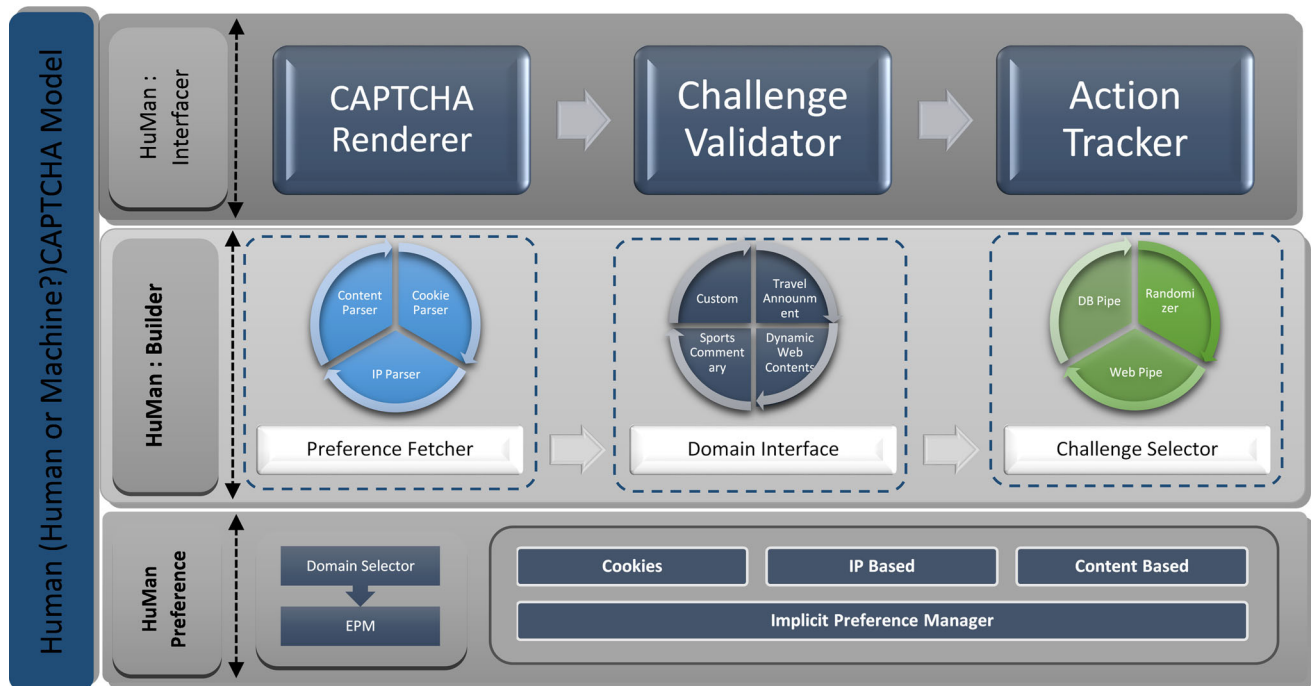 Human (Human or Machine?)CAPTCHA Model
HuMan :
Interfacer
CAPTCHA
Renderer
Challenge
Validator
Action
Tracker
HuMan : Builder
Content
Parser
Cookie
Parser
IP Parser
Preference Fetcher
Custom
Travel
Announm
ent
Sports
Comment
ary
Dynamic
Web
Contents
Domain Interface
DB Pipe
Randomi
zer
Web Pipe
Challenge Selector
HuMan
Preference
Domain Selector
EPM
Cookies
IP Based
Content Based
Implicit Preference Manager